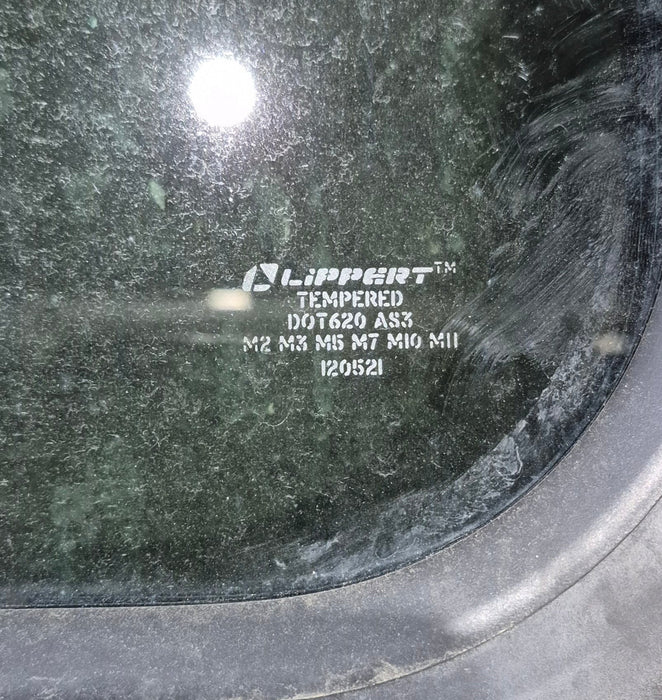 LiPPERT™
TEMPERED
DOT620 AS3
M2 M3 M5 M7 M10 M11
120521